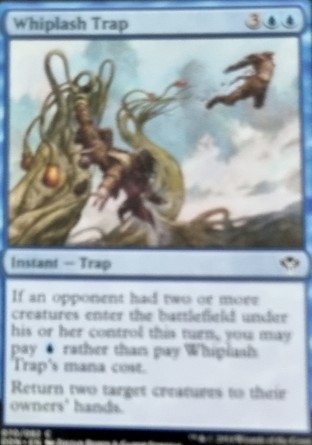 Whiplash Trap 3
Instant — Trap
If an opponent had two or more
creatures enter the battlefield under
his or her control this turn, you may
pay rather than pay Whiplash
Trap's mana cost.
Return two target creatures to their
owners' hands.